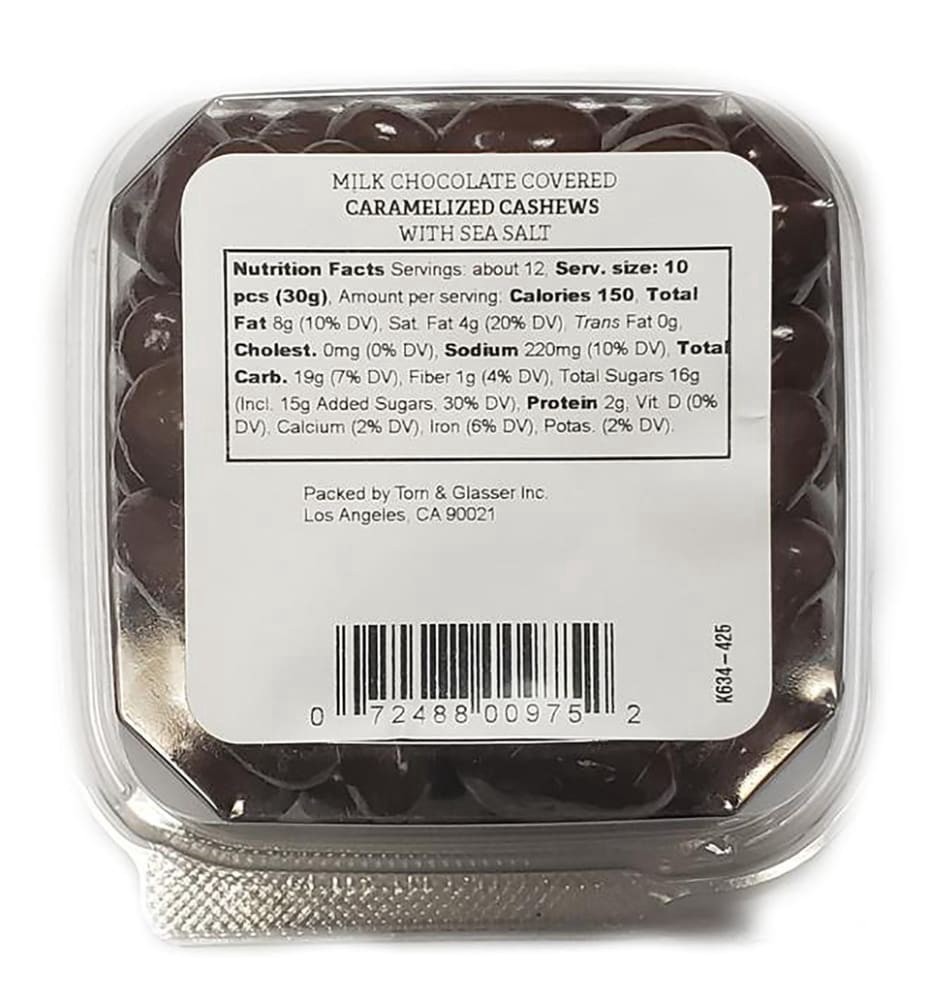 MILK CHOCOLATE COVERED
CARAMELIZED CASHEWS
WITH SEA SALT
Nutrition Facts Servings: about 12, Serv. size: 10
pcs (30g), Amount per serving: Calories 150, Total
Fat 8g (10% DV), Sat. Fat 4g (20% DV), Trans Fat 0g,
Cholest. 0mg (0% DV), Sodium 220mg (10% DV), Total
Carb. 19g (7% DV), Fiber 1g (4% DV), Total Sugars 16g
(Incl. 15g Added Sugars, 30% DV), Protein 2g, Vit. D (0%
DV), Calcium (2% DV), Iron (6% DV), Potas. (2% DV).
Packed by Torn & Glasser Inc.
Los Angeles, CA 90021
K634-425
0 72488 00975 2